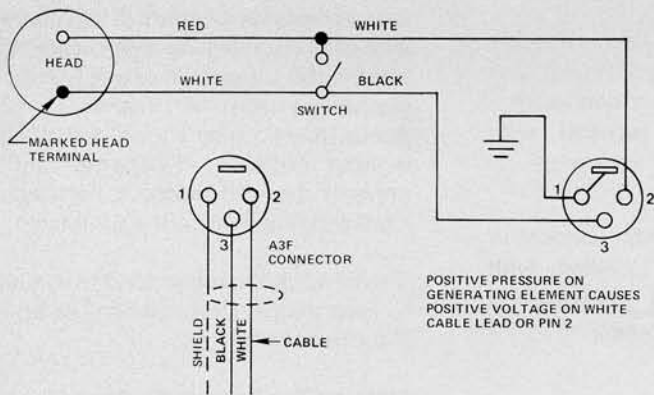 RED
WHITE
HEAD
WHITE
BLACK
SWITCH
MARKED HEAD
TERMINAL
1
2
3
1
2
3
A3F
CONNECTOR
SHIELD
BLACK
WHITE
CABLE
POSITIVE PRESSURE ON
GENERATING ELEMENT CAUSES
POSITIVE VOLTAGE ON WHITE
CABLE LEAD OR PIN 2